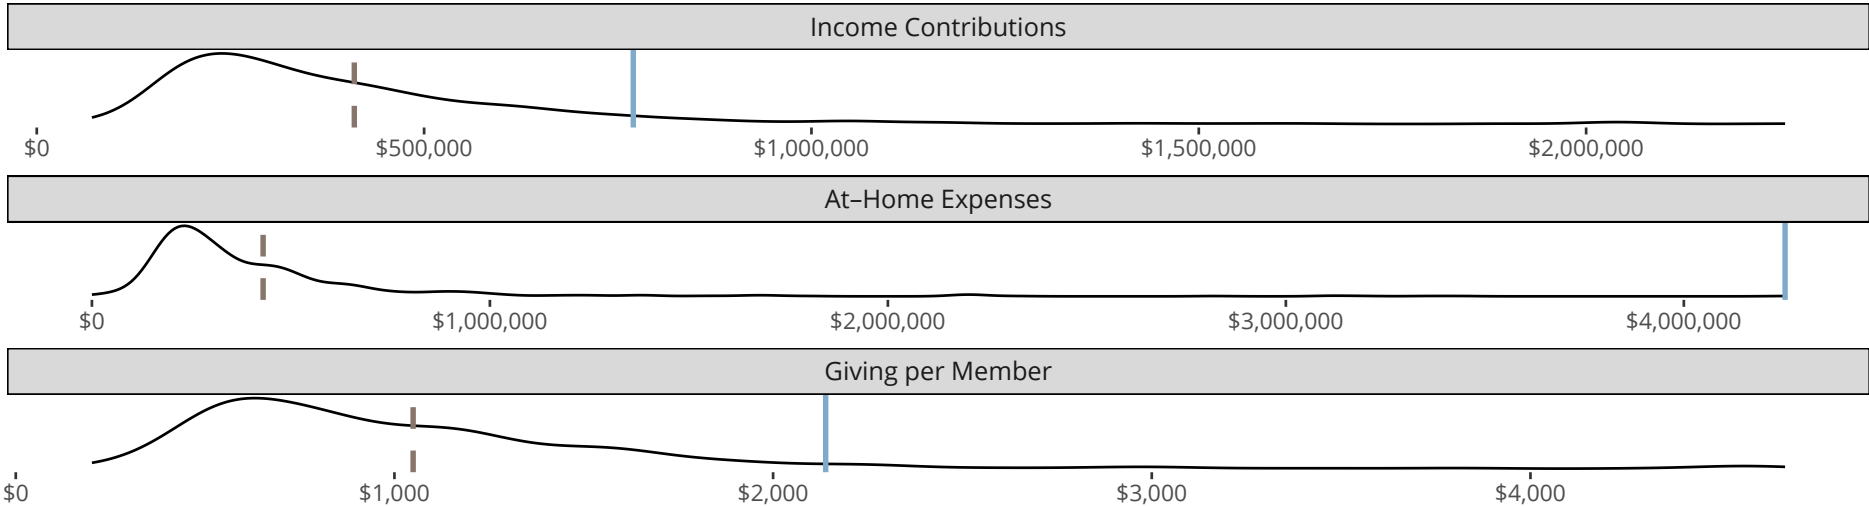 Income Contributions
$0 $500,000 $1,000,000 $1,500,000 $2,000,000
At–Home Expenses
$0 $1,000,000 $2,000,000 $3,000,000 $4,000,000
Giving per Member
$0 $1,000 $2,000 $3,000 $4,000